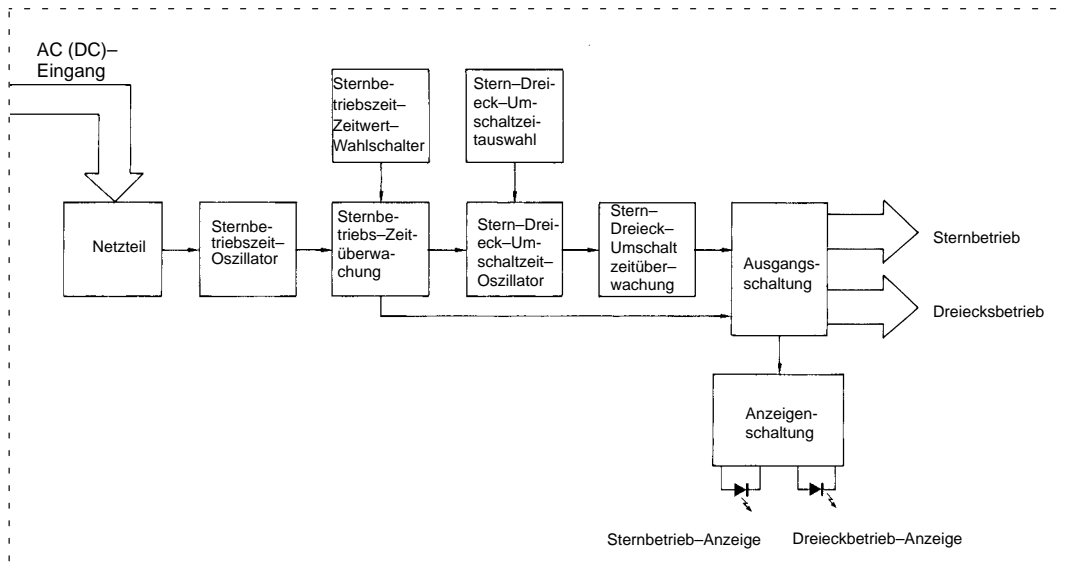 AC (DC)–
Eingang
Sternbe-
triebszeit–
Zeitwert–
Wahlschalter
Stern–Drei-
eck–Um-
schaltzei-
tauswahl
Netzteil
Sternbe-
triebszeit–
Oszillator
Sternbe-
triebs–Zeit-
überwa-
chung
Stern–Drei-
eck–Um-
schaltzeit–
Oszillator
Stern–
Dreieck–
Umschalt
zeitüber–
wachung
Ausgangs-
schaltung
Sternbetrieb
Dreiecksbetrieb
Anzeigen-
schaltung
Sternbetrieb–Anzeige
Dreieckbetrieb–Anzeige